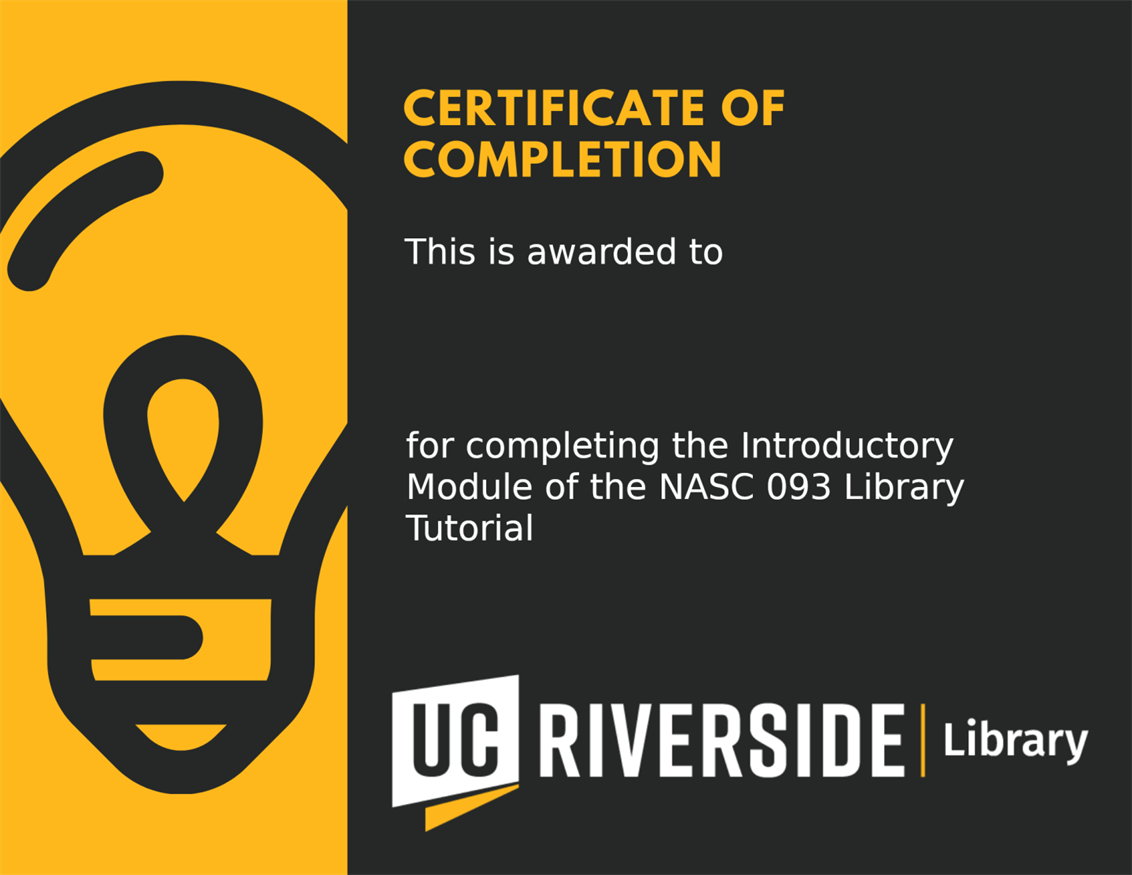 CERTIFICATE OF
COMPLETION
This is awarded to
for completing the Introductory
Module of the NASC 093 Library
Tutorial
UC RIVERSIDE Library